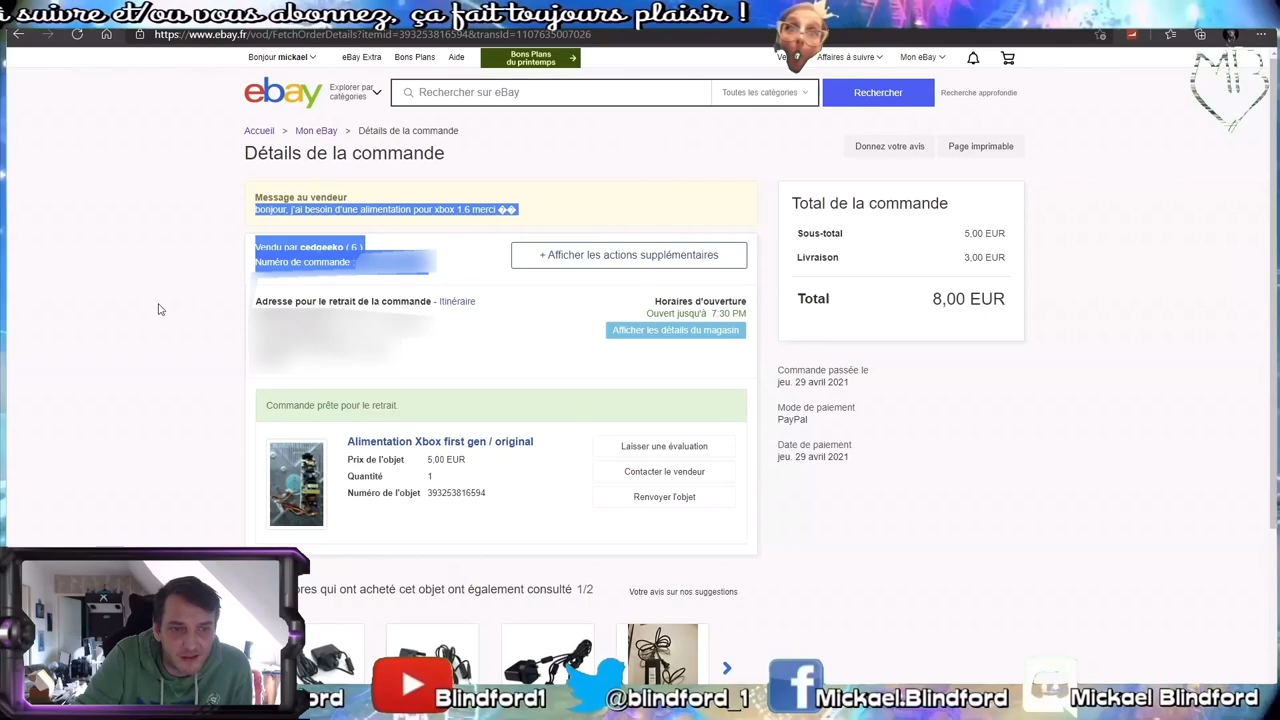 à suivre et/ou vous abonnez, ça fait toujours plaisir !
https://www.ebay.fr/vod/FetchOrderDetails?itemid=393253816594&transId=1107635007026
Bonjour mickael
eBay Extra
Bons Plans
Aide
Bons Plans
du printemps
Affaires à suivre
Mon eBay
ebay
Explorer par
catégories
Rechercher sur eBay
Toutes les catégories
Rechercher
Recherche approfondie
Accueil > Mon eBay > Détails de la commande
Détails de la commande
Donnez votre avis
Page imprimable
Message au vendeur
bonjour, j'ai besoin d'une alimentation pour xbox 1.6 merci ��
Vendu par cedgeeko ( 6 )
Numéro de commande :
+ Afficher les actions supplémentaires
Adresse pour le retrait de la commande - Itinéraire
Horaires d'ouverture
Ouvert jusqu'à 7:30 PM
Afficher les détails du magasin
Commande prête pour le retrait.
Alimentation Xbox first gen / original
Prix de l'objet 5,00 EUR
Quantité 1
Numéro de l'objet 393253816594
Laisser une évaluation
Contacter le vendeur
Renvoyer l'objet
Total de la commande
Sous-total 5,00 EUR
Livraison 3,00 EUR
Total 8,00 EUR
Commande passée le
jeu. 29 avril 2021
Mode de paiement
PayPal
Date de paiement
jeu. 29 avril 2021
qui ont acheté cet objet ont également consulté 1/2
Votre avis sur nos suggestions
Blindford1
@blindford_1
Mickael.Blindford
Mickael Blindford